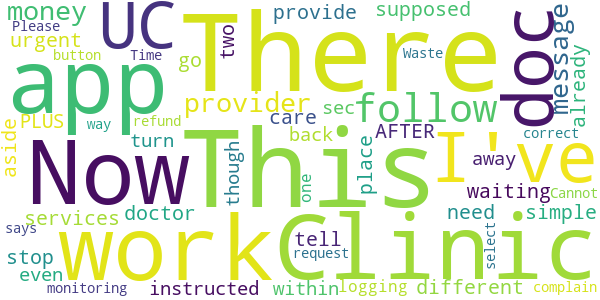 money UC There provide supposed doc message
Please urgent button Time two go Waste already
app provider follow
PLUS way refund care sec AFTER correct
aside Now This back I've
turn though place away waiting Cannot
services doctor work Clinic need simple
says stop tell one request select
even within logging different
monitoring instructed complain